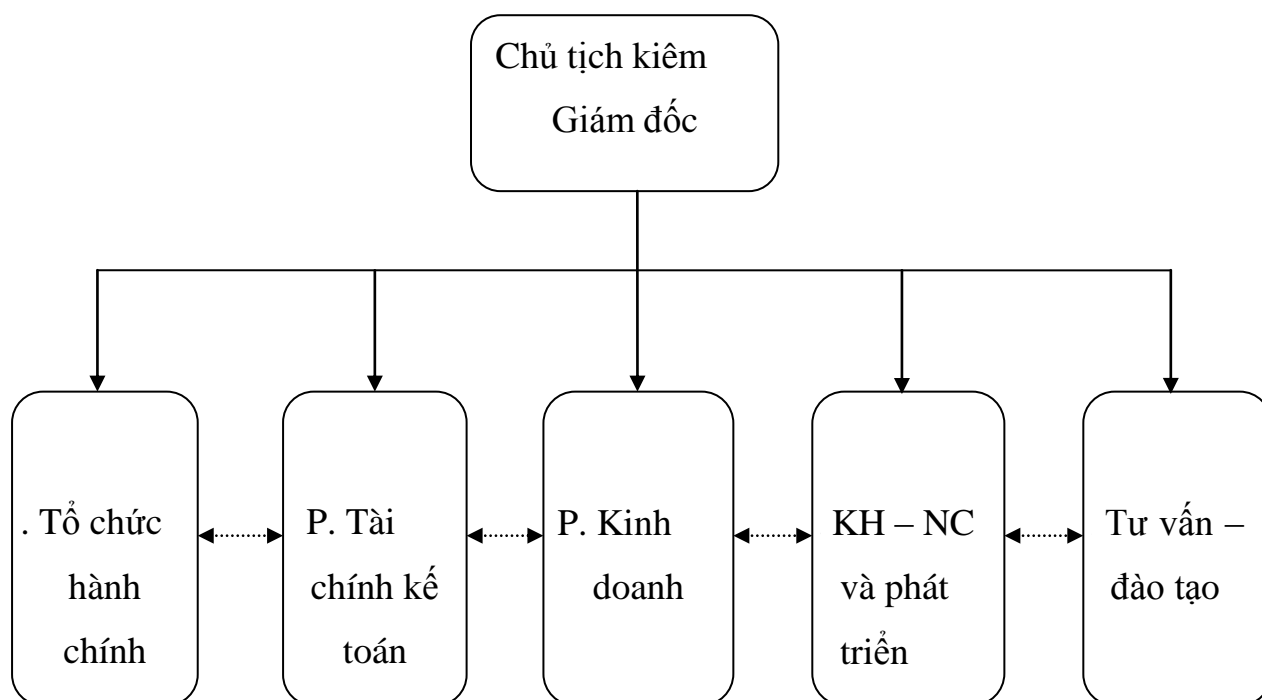 Chủ tịch kiêm
Giám đốc
. Tổ chức
hành
chính
P. Tài
chính kế
toán
P. Kinh
doanh
KH – NC
và phát
triển
Tư vấn –
đào tạo